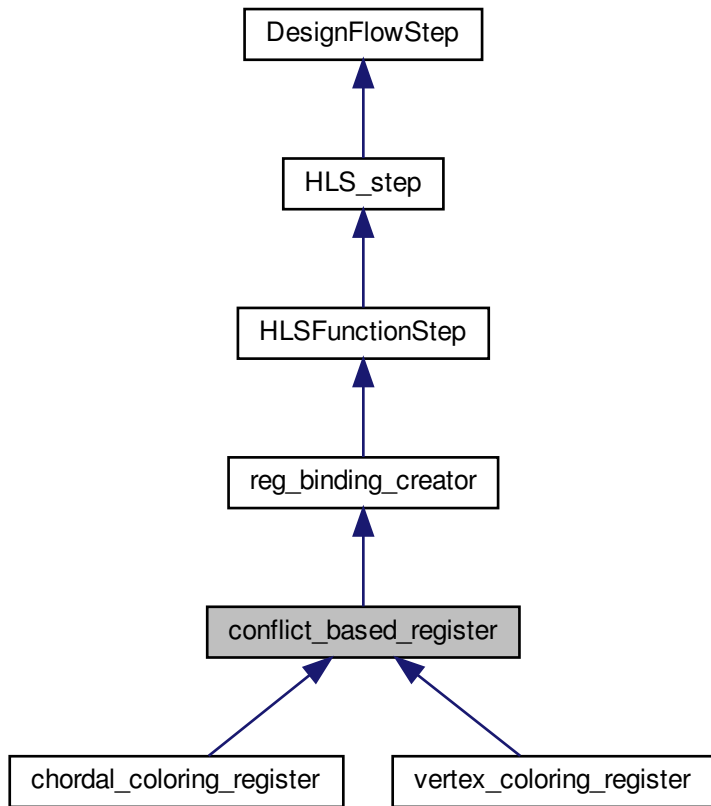 DesignFlowStep
HLS_step
HLSFunctionStep
reg_binding_creator
conflict_based_register
chordal_coloring_register
vertex_coloring_register